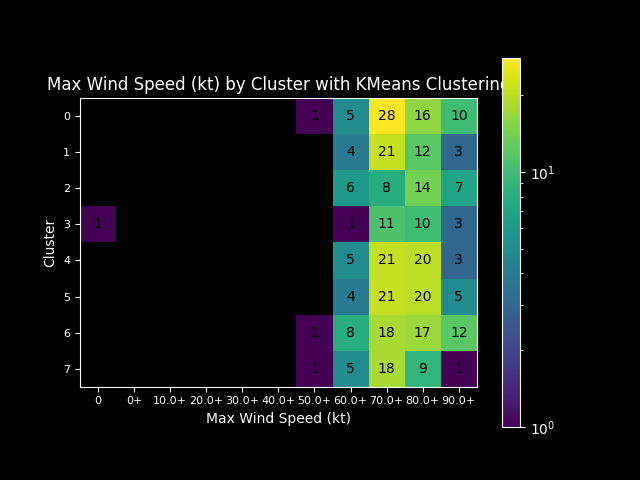 Max Wind Speed (kt) by Cluster with KMeans Clustering
0 1 5 28 16 10
1 4 21 12 3
2 6 8 14 7
3 1 1 11 10 3
4 5 21 20 3
5 4 21 20 5
6 1 8 18 17 12
7 1 5 18 9 1
Cluster
0 0+ 10.0+ 20.0+ 30.0+ 40.0+ 50.0+ 60.0+ 70.0+ 80.0+ 90.0+
Max Wind Speed (kt)
10¹
10⁰